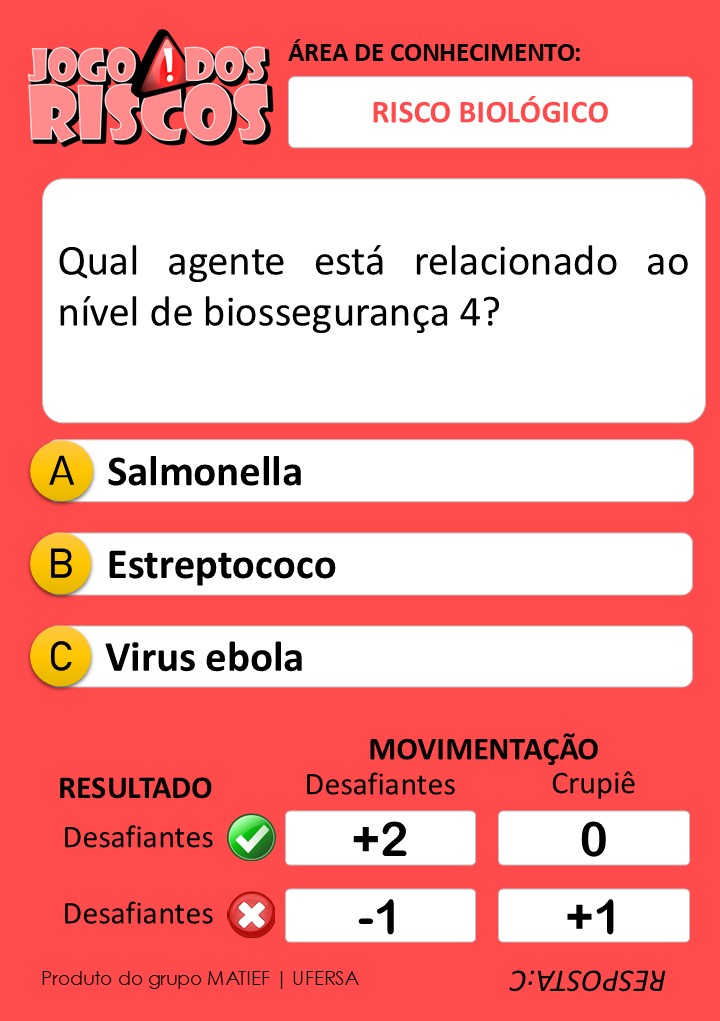 JOGO DOS
RISCOS
ÁREA DE CONHECIMENTO:
RISCO BIOLÓGICO
Qual agente está relacionado ao
nível de biossegurança 4?
A Salmonella
B Estreptococo
C Virus ebola
MOVIMENTAÇÃO
RESULTADO Desafiantes Crupiê
Desafiantes +2 0
Desafiantes -1 +1
Produto do grupo MATIEF | UFERSA
RESPOSTA:C